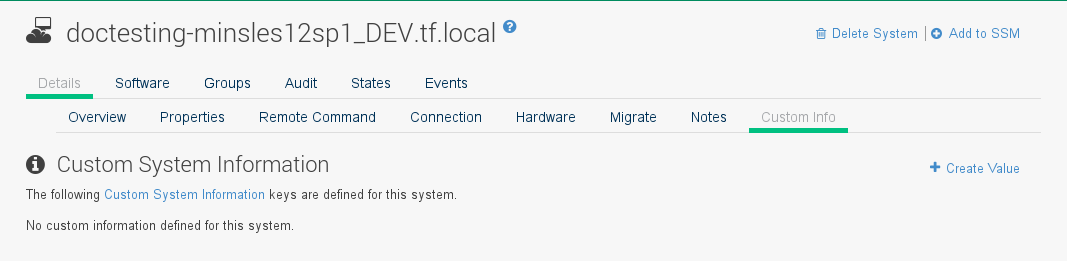 doctesting-minsles12sp1_DEV.tf.local ?
Delete System | Add to SSM
Details Software Groups Audit States Events
Overview Properties Remote Command Connection Hardware Migrate Notes Custom Info
Custom System Information
Create Value
The following Custom System Information keys are defined for this system.
No custom information defined for this system.